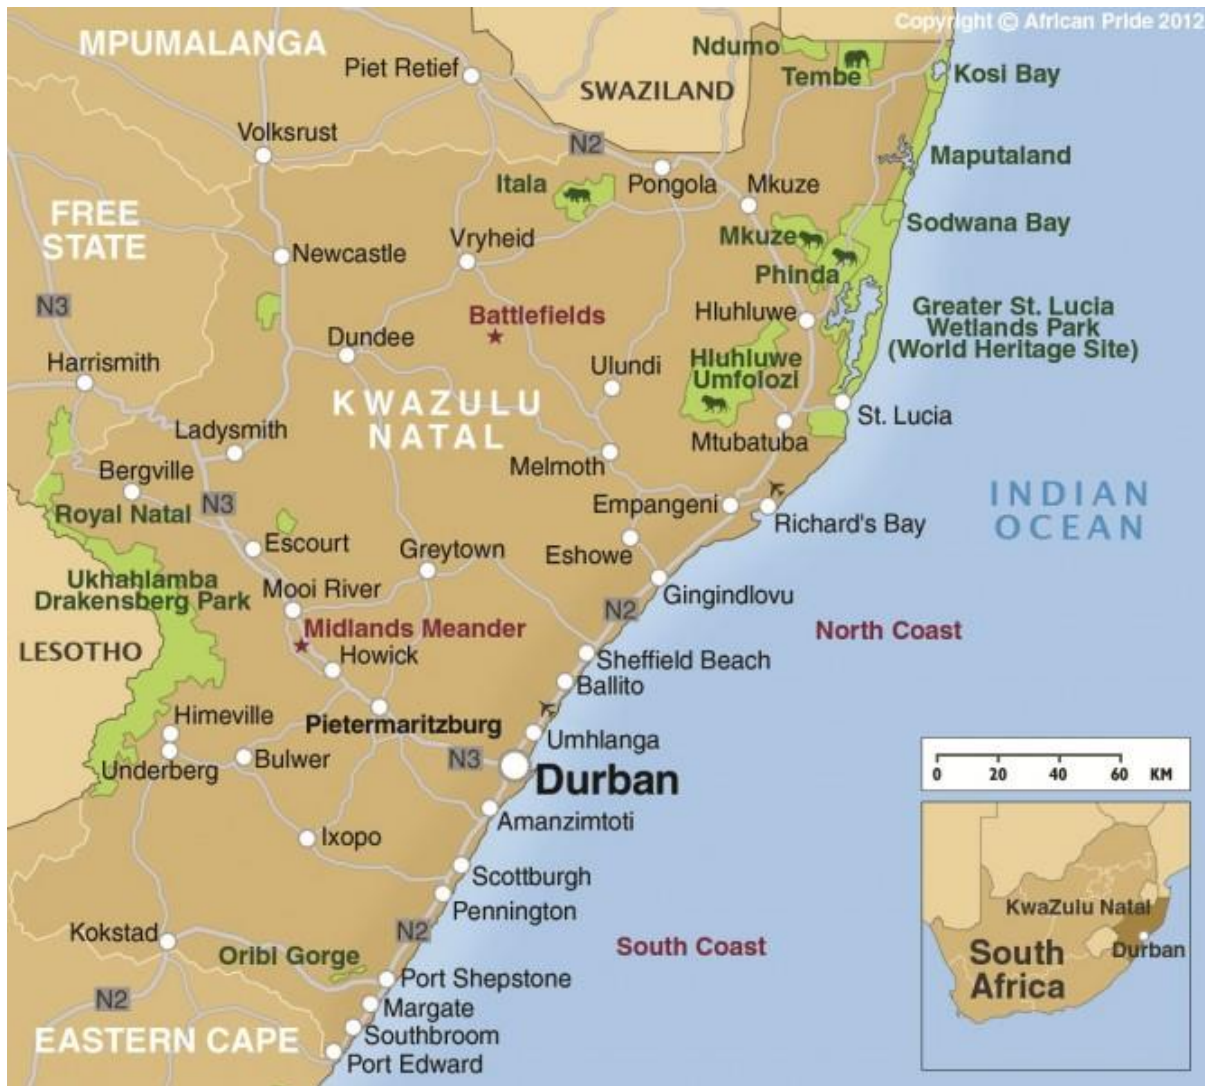 Copyright © African Pride 2012
MPUMALANGA
Ndumo
Piet Retief
Tembe
Kosi Bay
SWAZILAND
Volksrust
N2
Maputaland
Itala
Pongola
Mkuze
FREE
STATE
Sodwana Bay
Vryheid
Mkuze
Newcastle
Phinda
N3
Battlefields
Hluhluwe
Greater St. Lucia
Wetlands Park
(World Heritage Site)
Dundee
Harrismith
Ulundi
Hluhluwe
Umfolozi
KWAZULU
NATAL
St. Lucia
Ladysmith
Mtubatuba
Bergville
Melmoth
N3
Royal Natal
Empangeni
INDIAN
OCEAN
Richard's Bay
Escourt
Greytown
Eshowe
Ukhahlamba
Drakensberg Park
Mooi River
Gingindlovu
N2
Midlands Meander
North Coast
LESOTHO
Howick
Sheffield Beach
Ballito
Himeville
Pietermaritzburg
Umhlanga
Underberg
Bulwer
N3
Durban
0 20 40 60 KM
Amanzimtoti
Ixopo
Scottburgh
Pennington
KwaZulu Natal
Kokstad
N2
South Coast
Durban
Oribi Gorge
South
Africa
Port Shepstone
N2
Margate
EASTERN CAPE
Southbroom
Port Edward